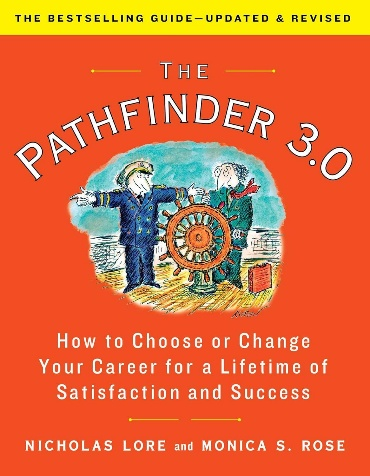 THE BESTSELLING GUIDE—UPDATED & REVISED
THE
PATHFINDER 3.0
How to Choose or Change
Your Career for a Lifetime of
Satisfaction and Success
NICHOLAS LORE and MONICA S. ROSE